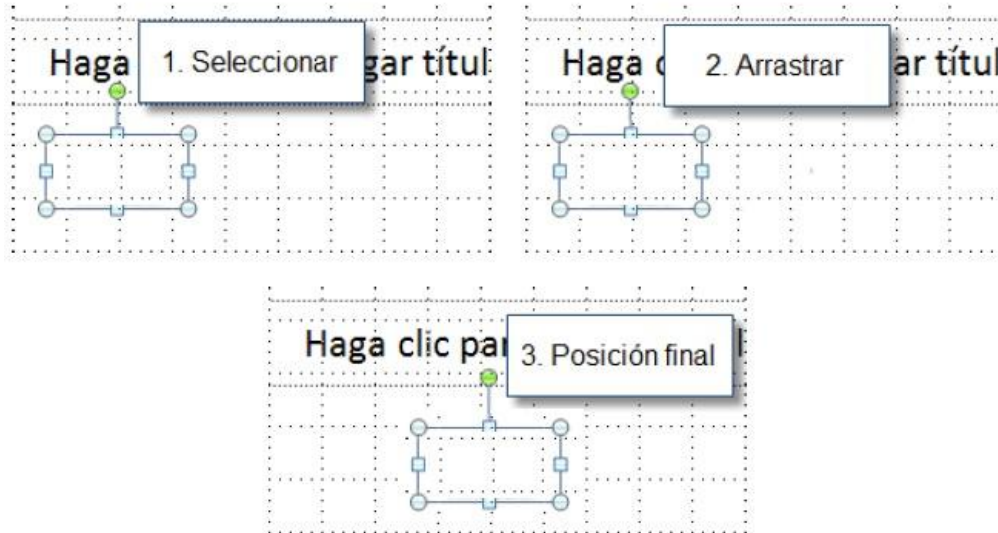 Haga
1. Seleccionar
gar títul
Haga
2. Arrastrar
ar títul
Haga clic par
3. Posición final